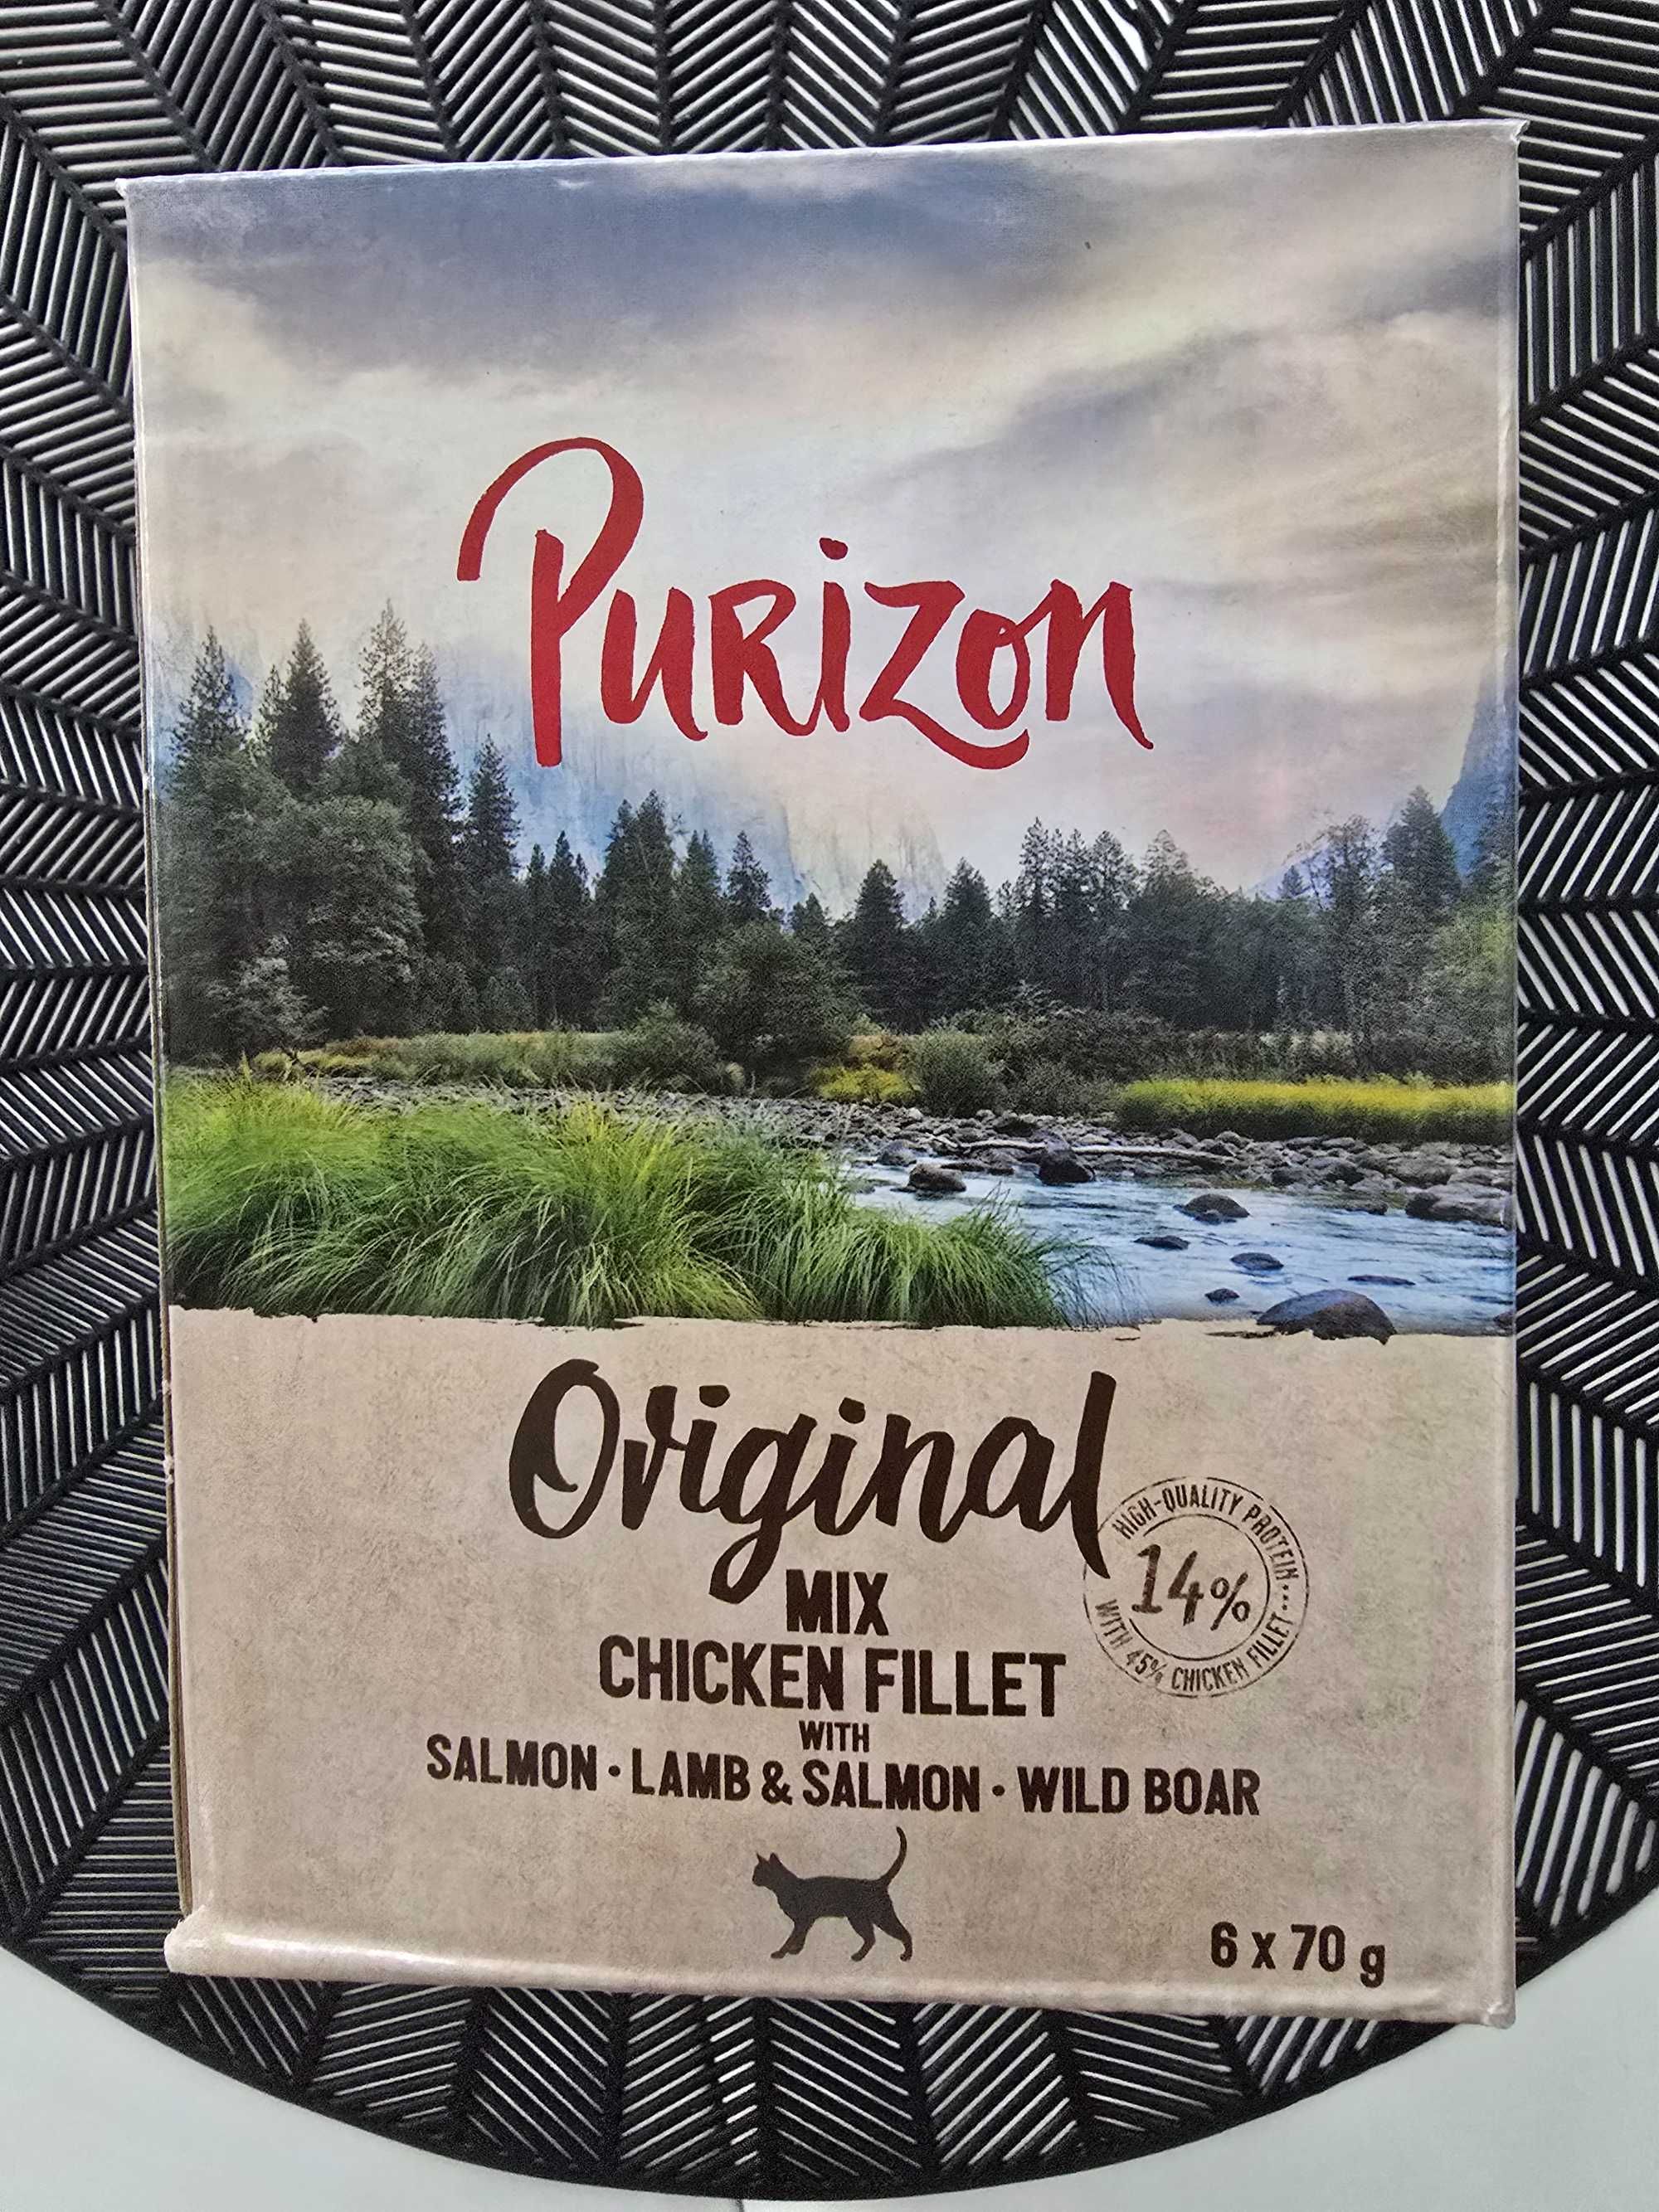 Purizon
Original
MIX
CHICKEN FILLET
WITH
SALMON · LAMB & SALMON · WILD BOAR
HIGH-QUALITY PROTEIN...
14%
WITH 45% CHICKEN FILLET...
6 x 70 g